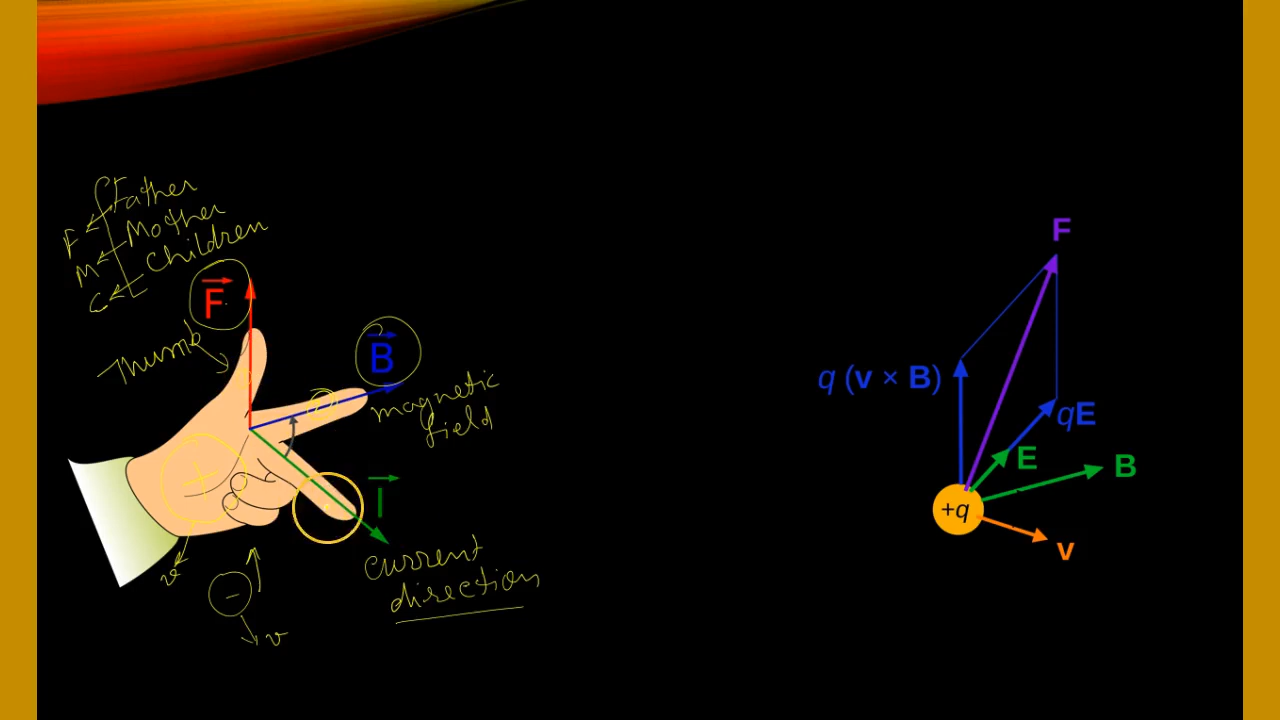 Father
F Mother
M Children
C
F
Thumb
B
magnetic
field
I
current
direction
+
v
-
v
F
q (v × B)
qE
E
B
+q
v